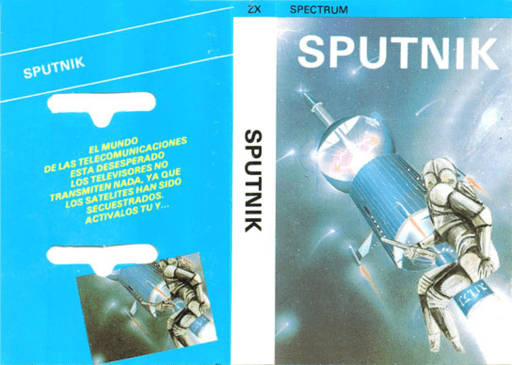 SPUTNIK
EL MUNDO
DE LAS TELECOMUNICACIONES
ESTA DESESPERADO
LOS TELEVISORES NO
TRANSMITEN NADA, YA QUE
LOS SATELITES HAN SIDO
SECUESTRADOS.
ACTIVALOS TU Y...
SPUTNIK
ZX SPECTRUM
SPUTNIK